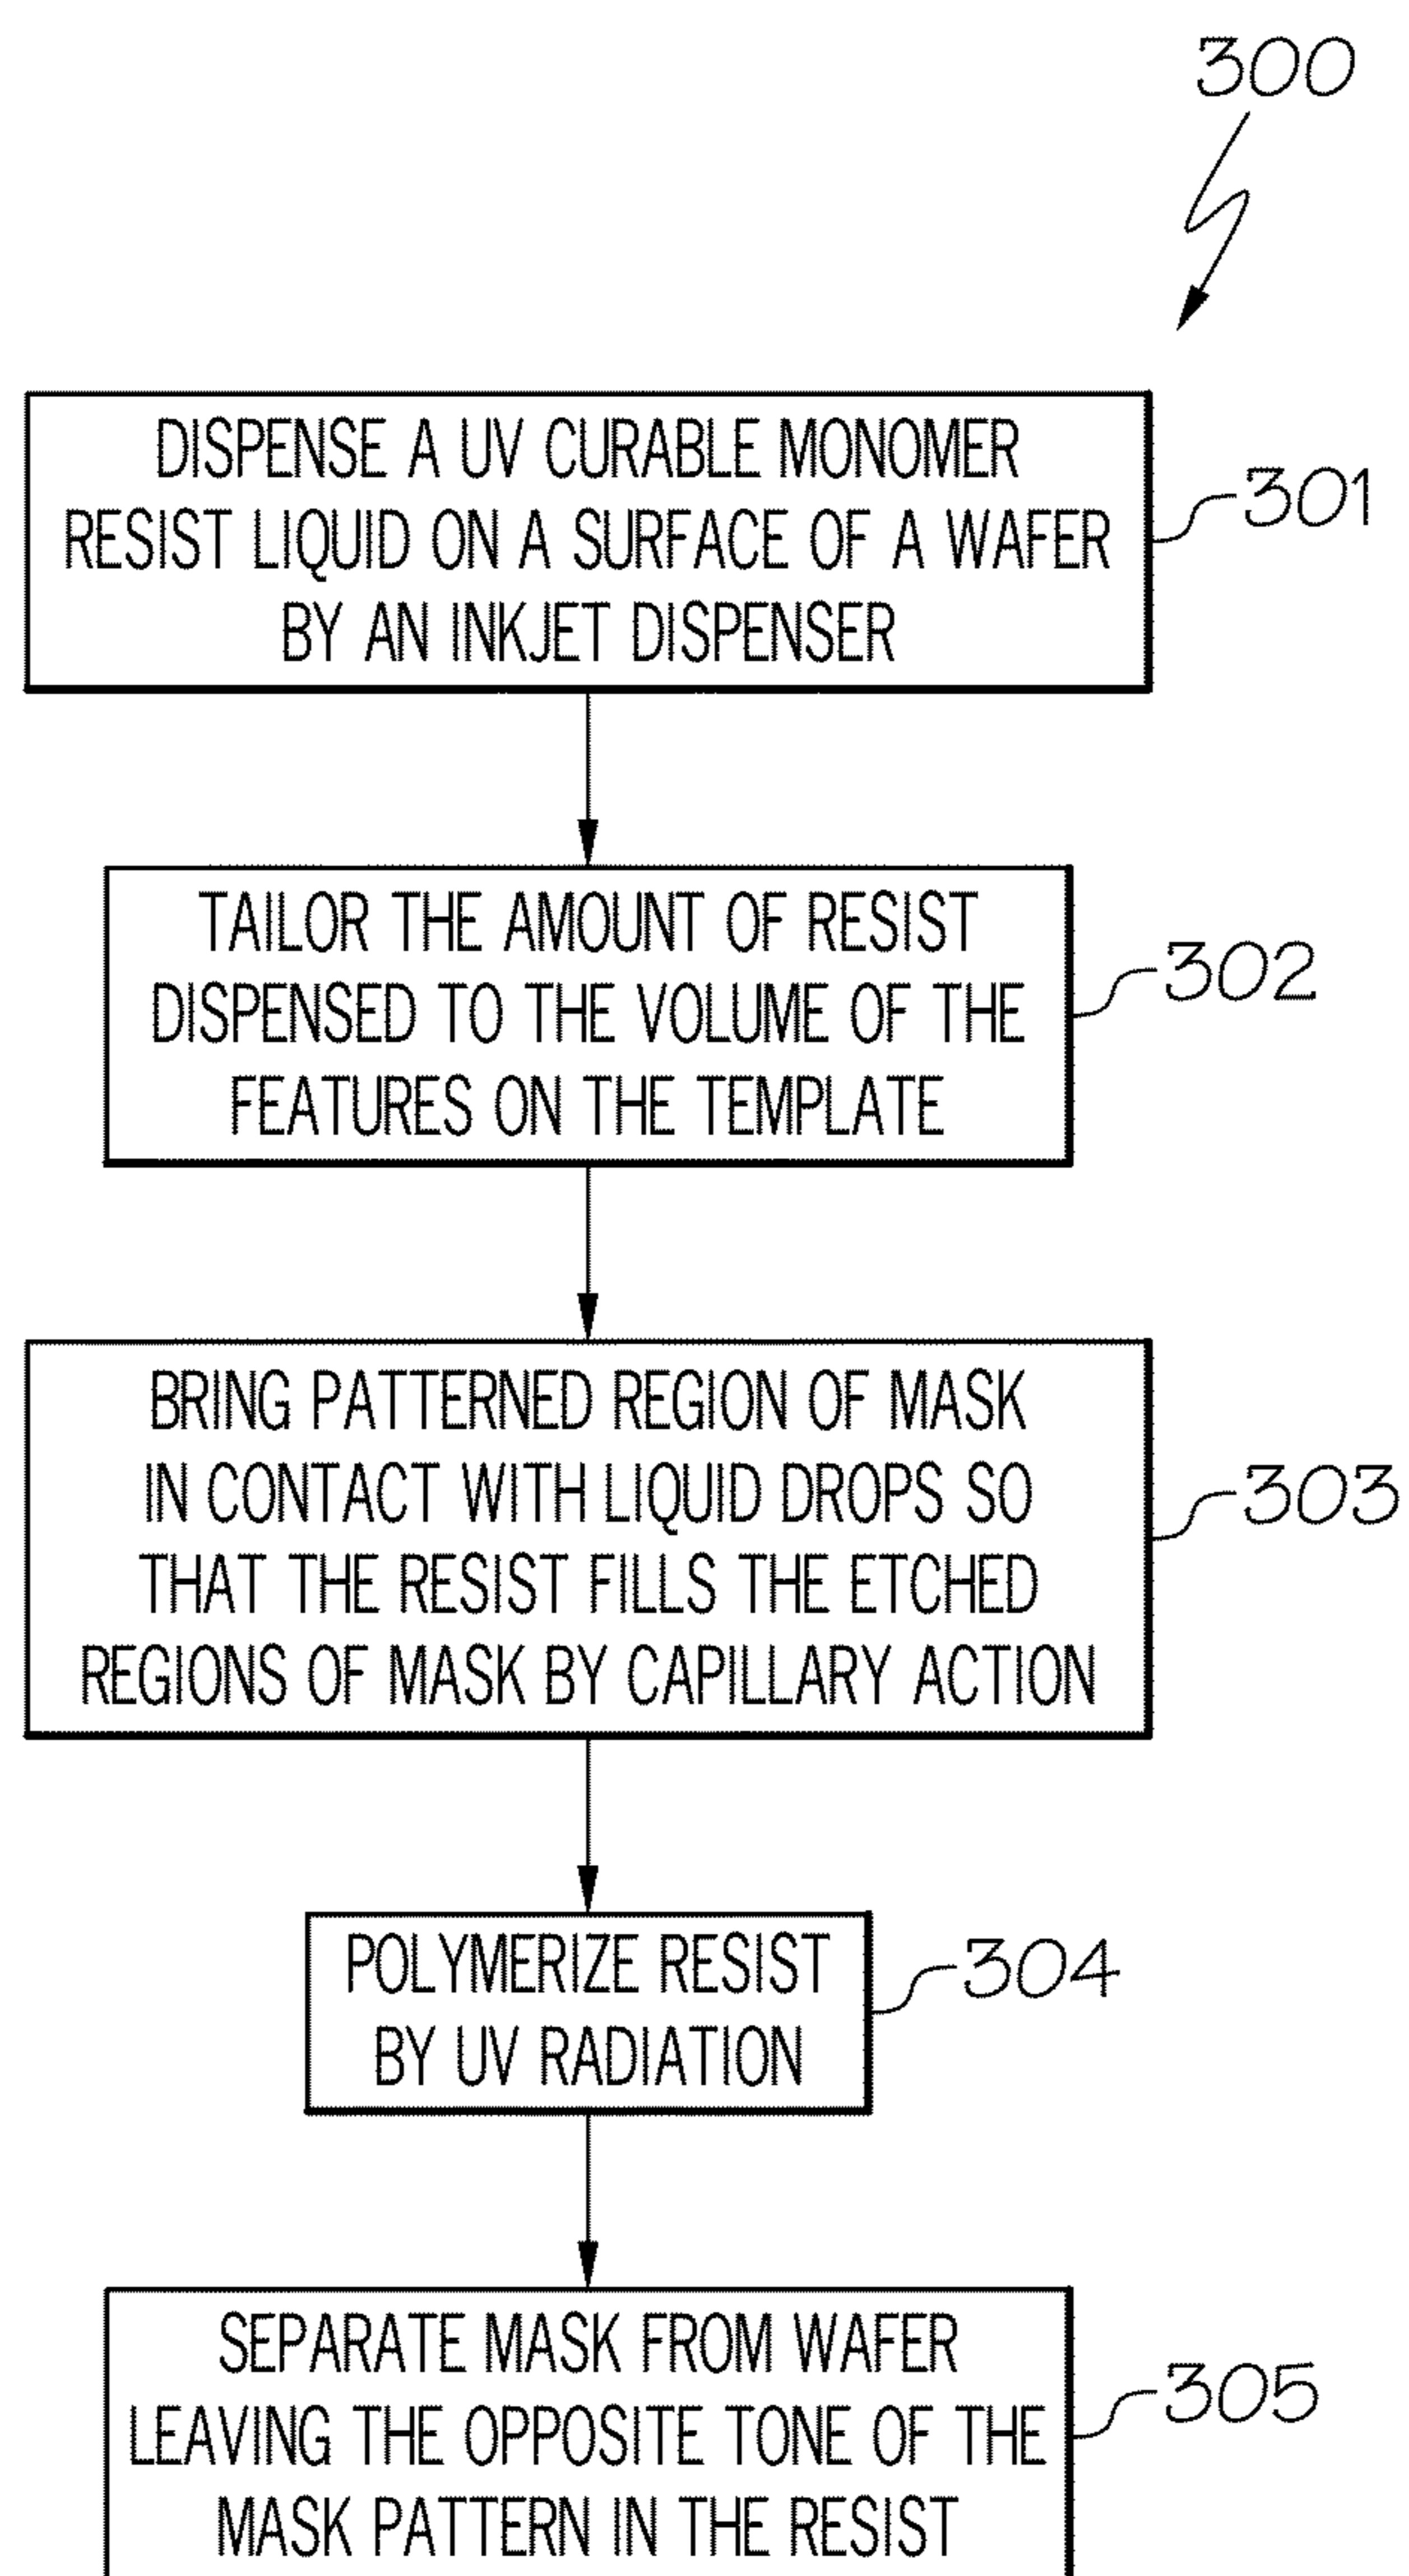 300
DISPENSE A UV CURABLE MONOMER
RESIST LIQUID ON A SURFACE OF A WAFER
BY AN INKJET DISPENSER
301
TAILOR THE AMOUNT OF RESIST
DISPENSED TO THE VOLUME OF THE
FEATURES ON THE TEMPLATE
302
BRING PATTERNED REGION OF MASK
IN CONTACT WITH LIQUID DROPS SO
THAT THE RESIST FILLS THE ETCHED
REGIONS OF MASK BY CAPILLARY ACTION
303
POLYMERIZE RESIST
BY UV RADIATION
304
SEPARATE MASK FROM WAFER
LEAVING THE OPPOSITE TONE OF THE
MASK PATTERN IN THE RESIST
305